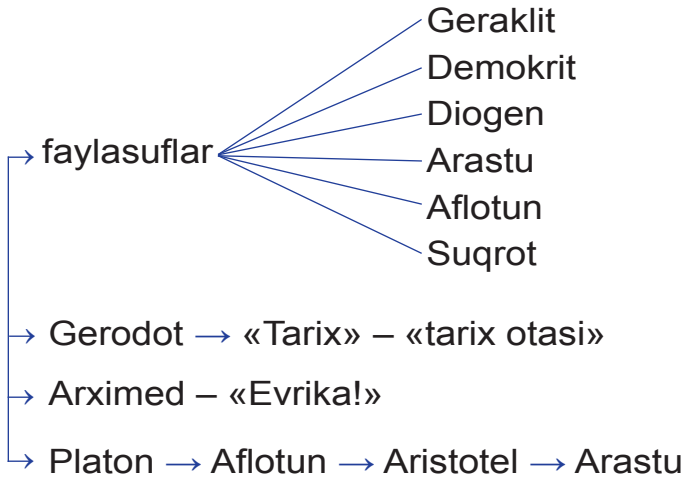 Geraklit
Demokrit
Diogen
→ faylasuflar
Arastu
Aflotun
Suqrot
→ Gerodot → «Tarix» – «tarix otasi»
→ Arximed – «Evrika!»
→ Platon → Aflotun → Aristotel → Arastu